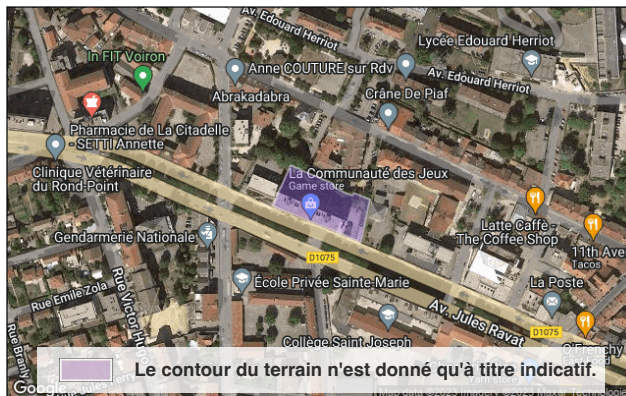 Av. Edouard Herriot
Lycée Edouard Herriot
In FIT Voiron
Anne COUTURE sur Rdv
Av. Edouard Herriot
Abrakadabra
Crâne De Piaf
Pharmacie de La Citadelle
- SETTI Annette
Clinique Vétérinaire
du Rond-Point
La Communauté des Jeux
Game store
Gendarmerie Nationale
Latte Caffè -
The Coffee Shop
11th Ave
Tacos
D1075
Rue Emile Zola
Rue Victor Hugo
École Privée Sainte-Marie
La Poste
Av. Jules Ravat
D1075
Rue Branly
Collège Saint Joseph
O'Frenchy
Le contour du terrain n'est donné qu'à titre indicatif.
Google